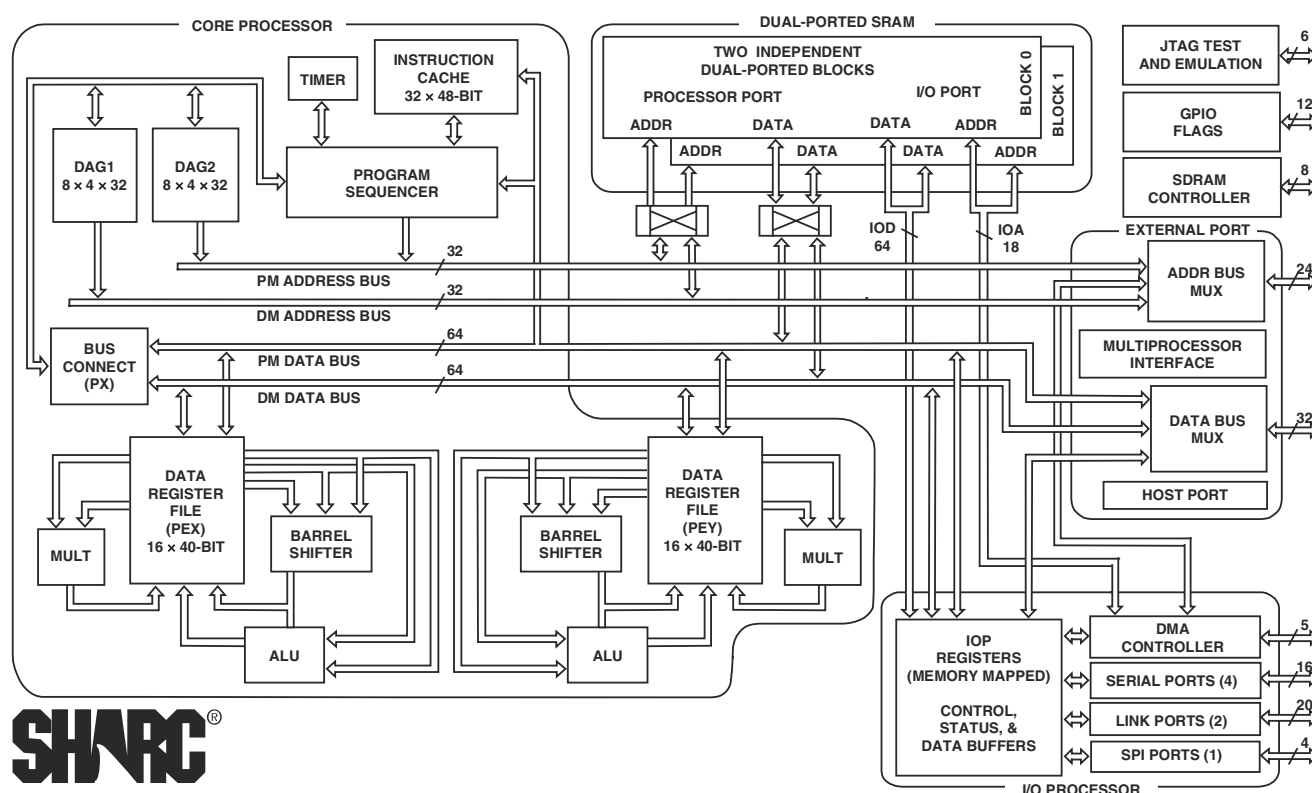 CORE PROCESSOR
TIMER
INSTRUCTION
CACHE
32 × 48-BIT
DAG1
8 × 4 × 32
DAG2
8 × 4 × 32
PROGRAM
SEQUENCER
DUAL-PORTED SRAM
TWO INDEPENDENT
DUAL-PORTED BLOCKS
PROCESSOR PORT
I/O PORT
BLOCK 0
BLOCK 1
ADDR
DATA
DATA
ADDR
ADDR
DATA
DATA
ADDR
JTAG TEST
AND EMULATION
6
GPIO
FLAGS
12
SDRAM
CONTROLLER
8
IOD
64
IOA
18
EXTERNAL PORT
ADDR BUS
MUX
24
MULTIPROCESSOR
INTERFACE
DATA BUS
MUX
32
HOST PORT
32
PM ADDRESS BUS
32
DM ADDRESS BUS
BUS
CONNECT
(PX)
64
PM DATA BUS
64
DM DATA BUS
MULT
DATA
REGISTER
FILE
(PEX)
16 × 40-BIT
BARREL
SHIFTER
ALU
BARREL
SHIFTER
DATA
REGISTER
FILE
(PEY)
16 × 40-BIT
MULT
ALU
IOP
REGISTERS
(MEMORY MAPPED)
CONTROL,
STATUS, &
DATA BUFFERS
DMA
CONTROLLER
5
SERIAL PORTS (4)
16
LINK PORTS (2)
20
SPI PORTS (1)
4
I/O PROCESSOR
SHARC®